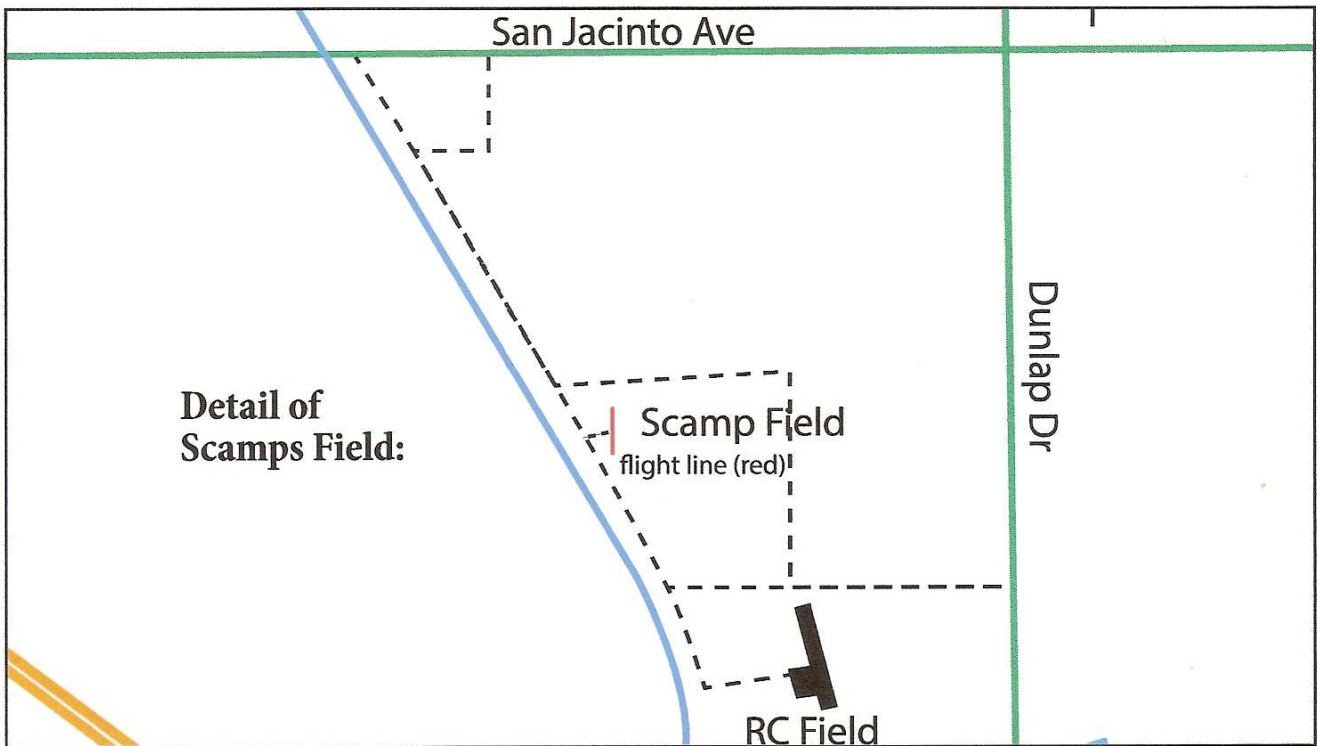 San Jacinto Ave
Dunlap Dr
Detail of
Scamps Field:
Scamp Field
flight line (red)
RC Field